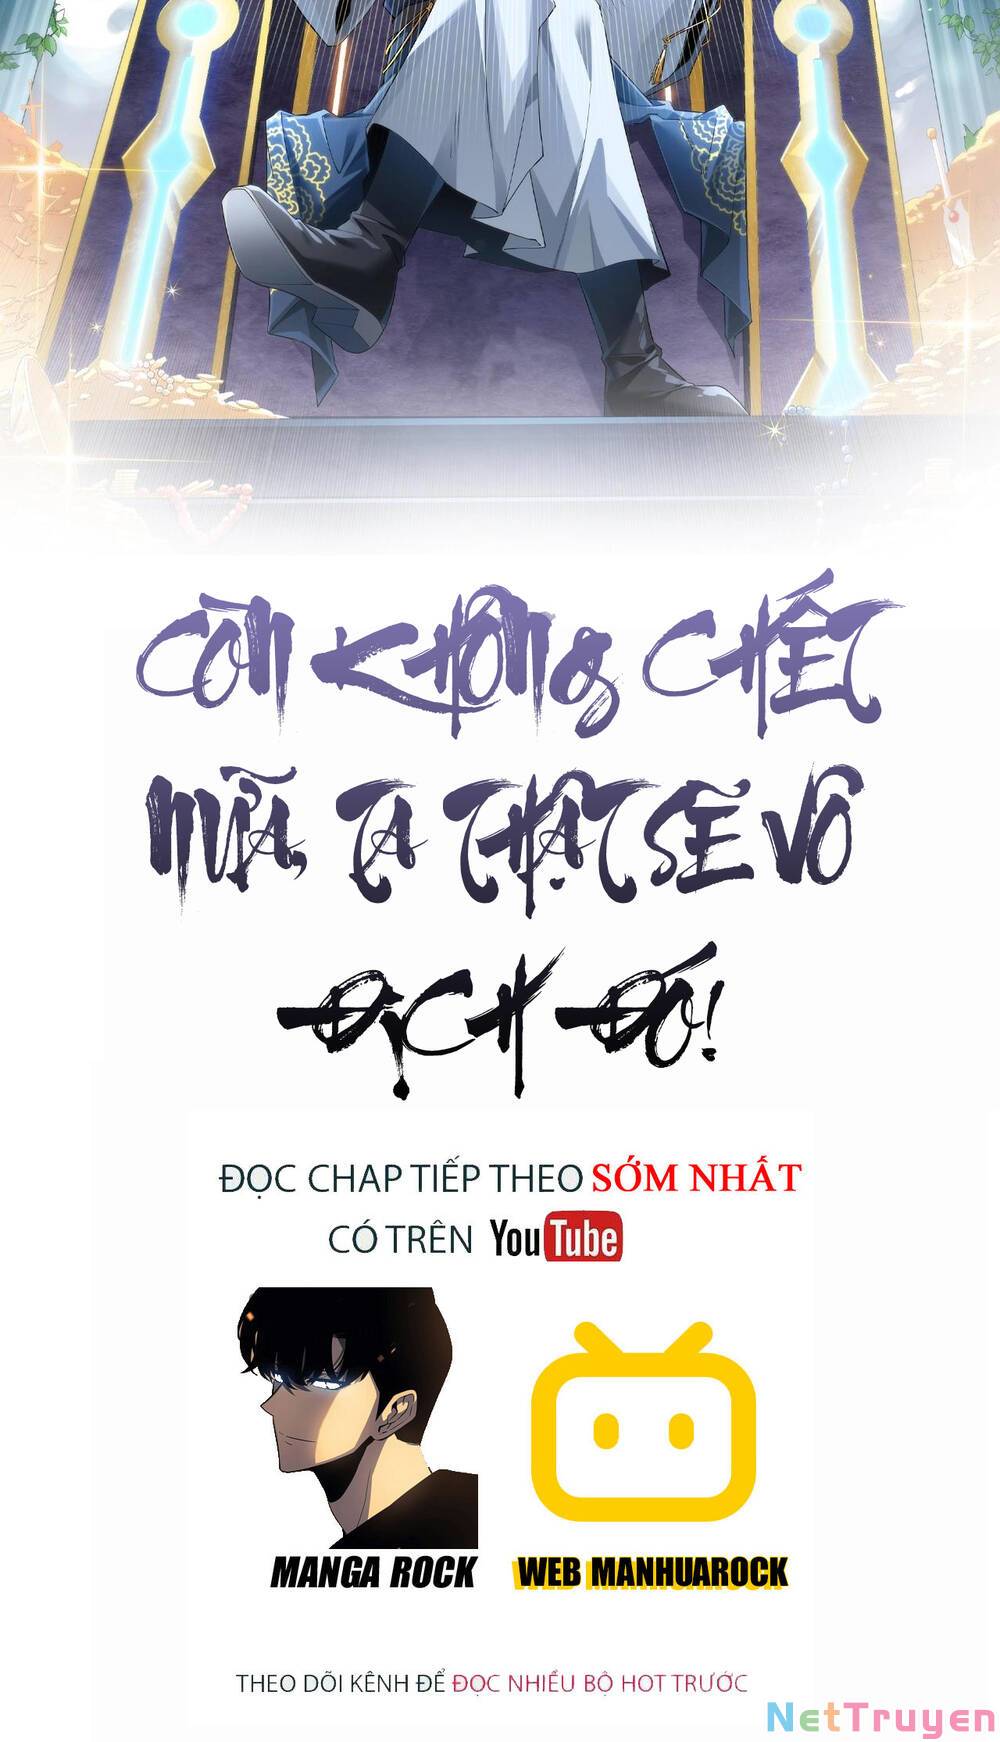 CÒN KHÔNG CHẾT
NỮA, TA THẬT SẼ VÔ
ĐỊCH ĐÓ!
ĐỌC CHAP TIẾP THEO SỚM NHẤT
CÓ TRÊN YouTube
MANGA ROCK
WEB MANHUAROCK
THEO DÕI KÊNH ĐỂ ĐỌC NHIỀU BỘ HOT TRƯỚC
NetTruyen